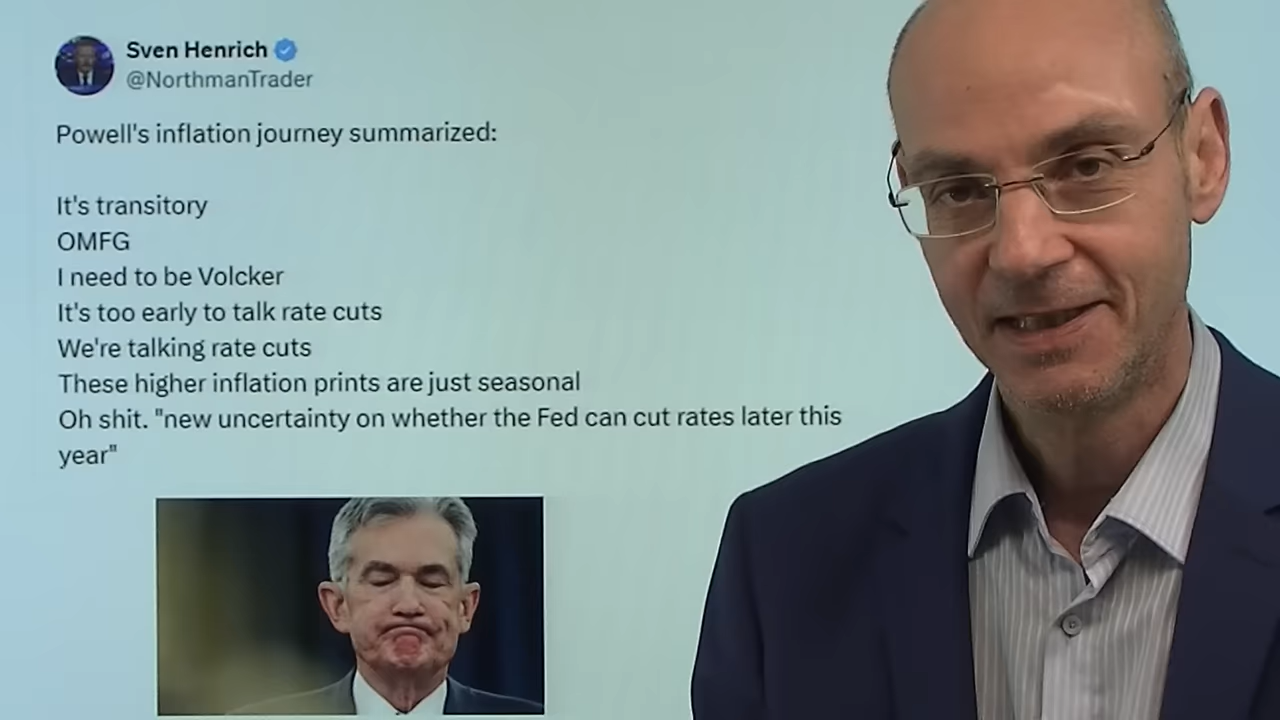 Sven Henrich
@NorthmanTrader
Powell's inflation journey summarized:
It's transitory
OMFG
I need to be Volcker
It's too early to talk rate cuts
We're talking rate cuts
These higher inflation prints are just seasonal
Oh shit. "new uncertainty on whether the Fed can cut rates later this
year"